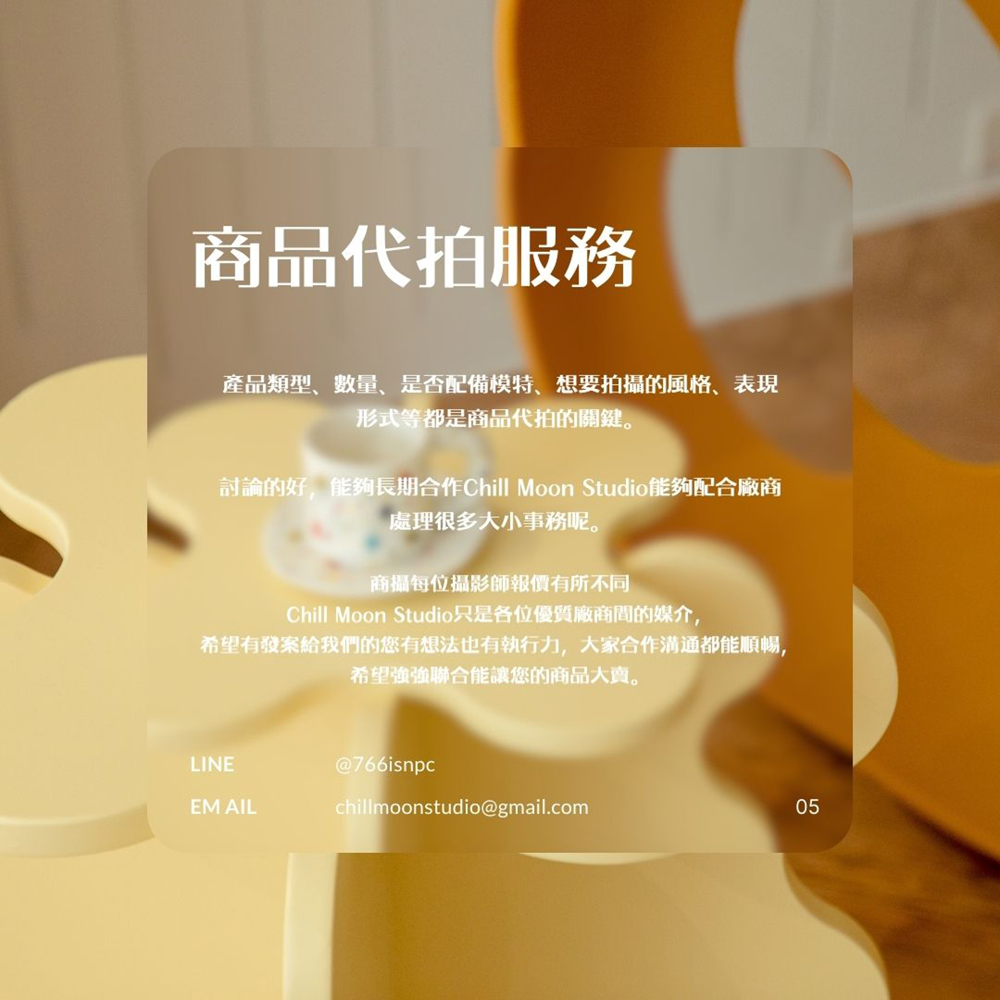 商品代拍服務
產品類型、數量、是否配備模特、想要拍攝的風格、表現
形式等都是商品代拍的關鍵。
討論的好，能夠長期合作Chill Moon Studio能夠配合廠商
處理很多大小事務呢。
商攝每位攝影師報價有所不同
Chill Moon Studio只是各位優質廠商間的媒介，
希望有發案給我們的您有想法也有執行力，大家合作溝通都能順暢，
希望強強聯合能讓您的商品大賣。
LINE @766isnpc
EM AIL chillmoonstudio@gmail.com 05